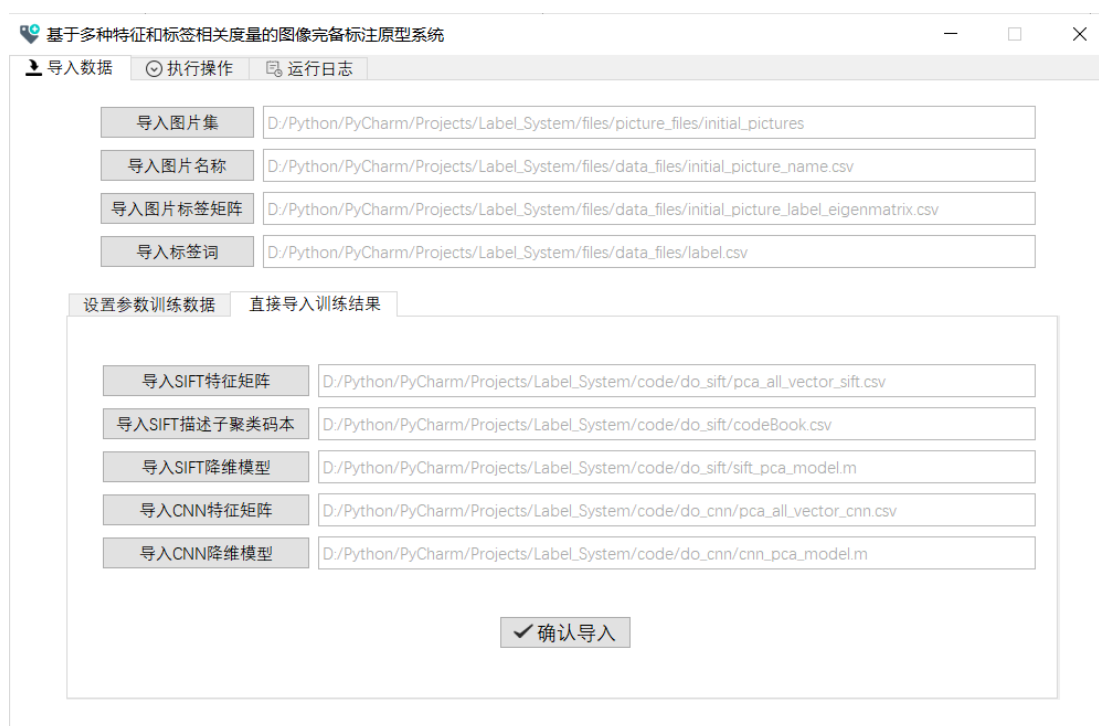 基于多种特征和标签相关度量的图像完备标注原型系统
导入数据 执行操作 运行日志
导入图片集 D:/Python/PyCharm/Projects/Label_System/files/picture_files/initial_pictures
导入图片名称 D:/Python/PyCharm/Projects/Label_System/files/data_files/initial_picture_name.csv
导入图片标签矩阵 D:/Python/PyCharm/Projects/Label_System/files/data_files/initial_picture_label_eigenmatrix.csv
导入标签词 D:/Python/PyCharm/Projects/Label_System/files/data_files/label.csv
设置参数训练数据 直接导入训练结果
导入SIFT特征矩阵 D:/Python/PyCharm/Projects/Label_System/code/do_sift/pca_all_vector_sift.csv
导入SIFT描述子聚类码本 D:/Python/PyCharm/Projects/Label_System/code/do_sift/codeBook.csv
导入SIFT降维模型 D:/Python/PyCharm/Projects/Label_System/code/do_sift/sift_pca_model.m
导入CNN特征矩阵 D:/Python/PyCharm/Projects/Label_System/code/do_cnn/pca_all_vector_cnn.csv
导入CNN降维模型 D:/Python/PyCharm/Projects/Label_System/code/do_cnn/cnn_pca_model.m
确认导入